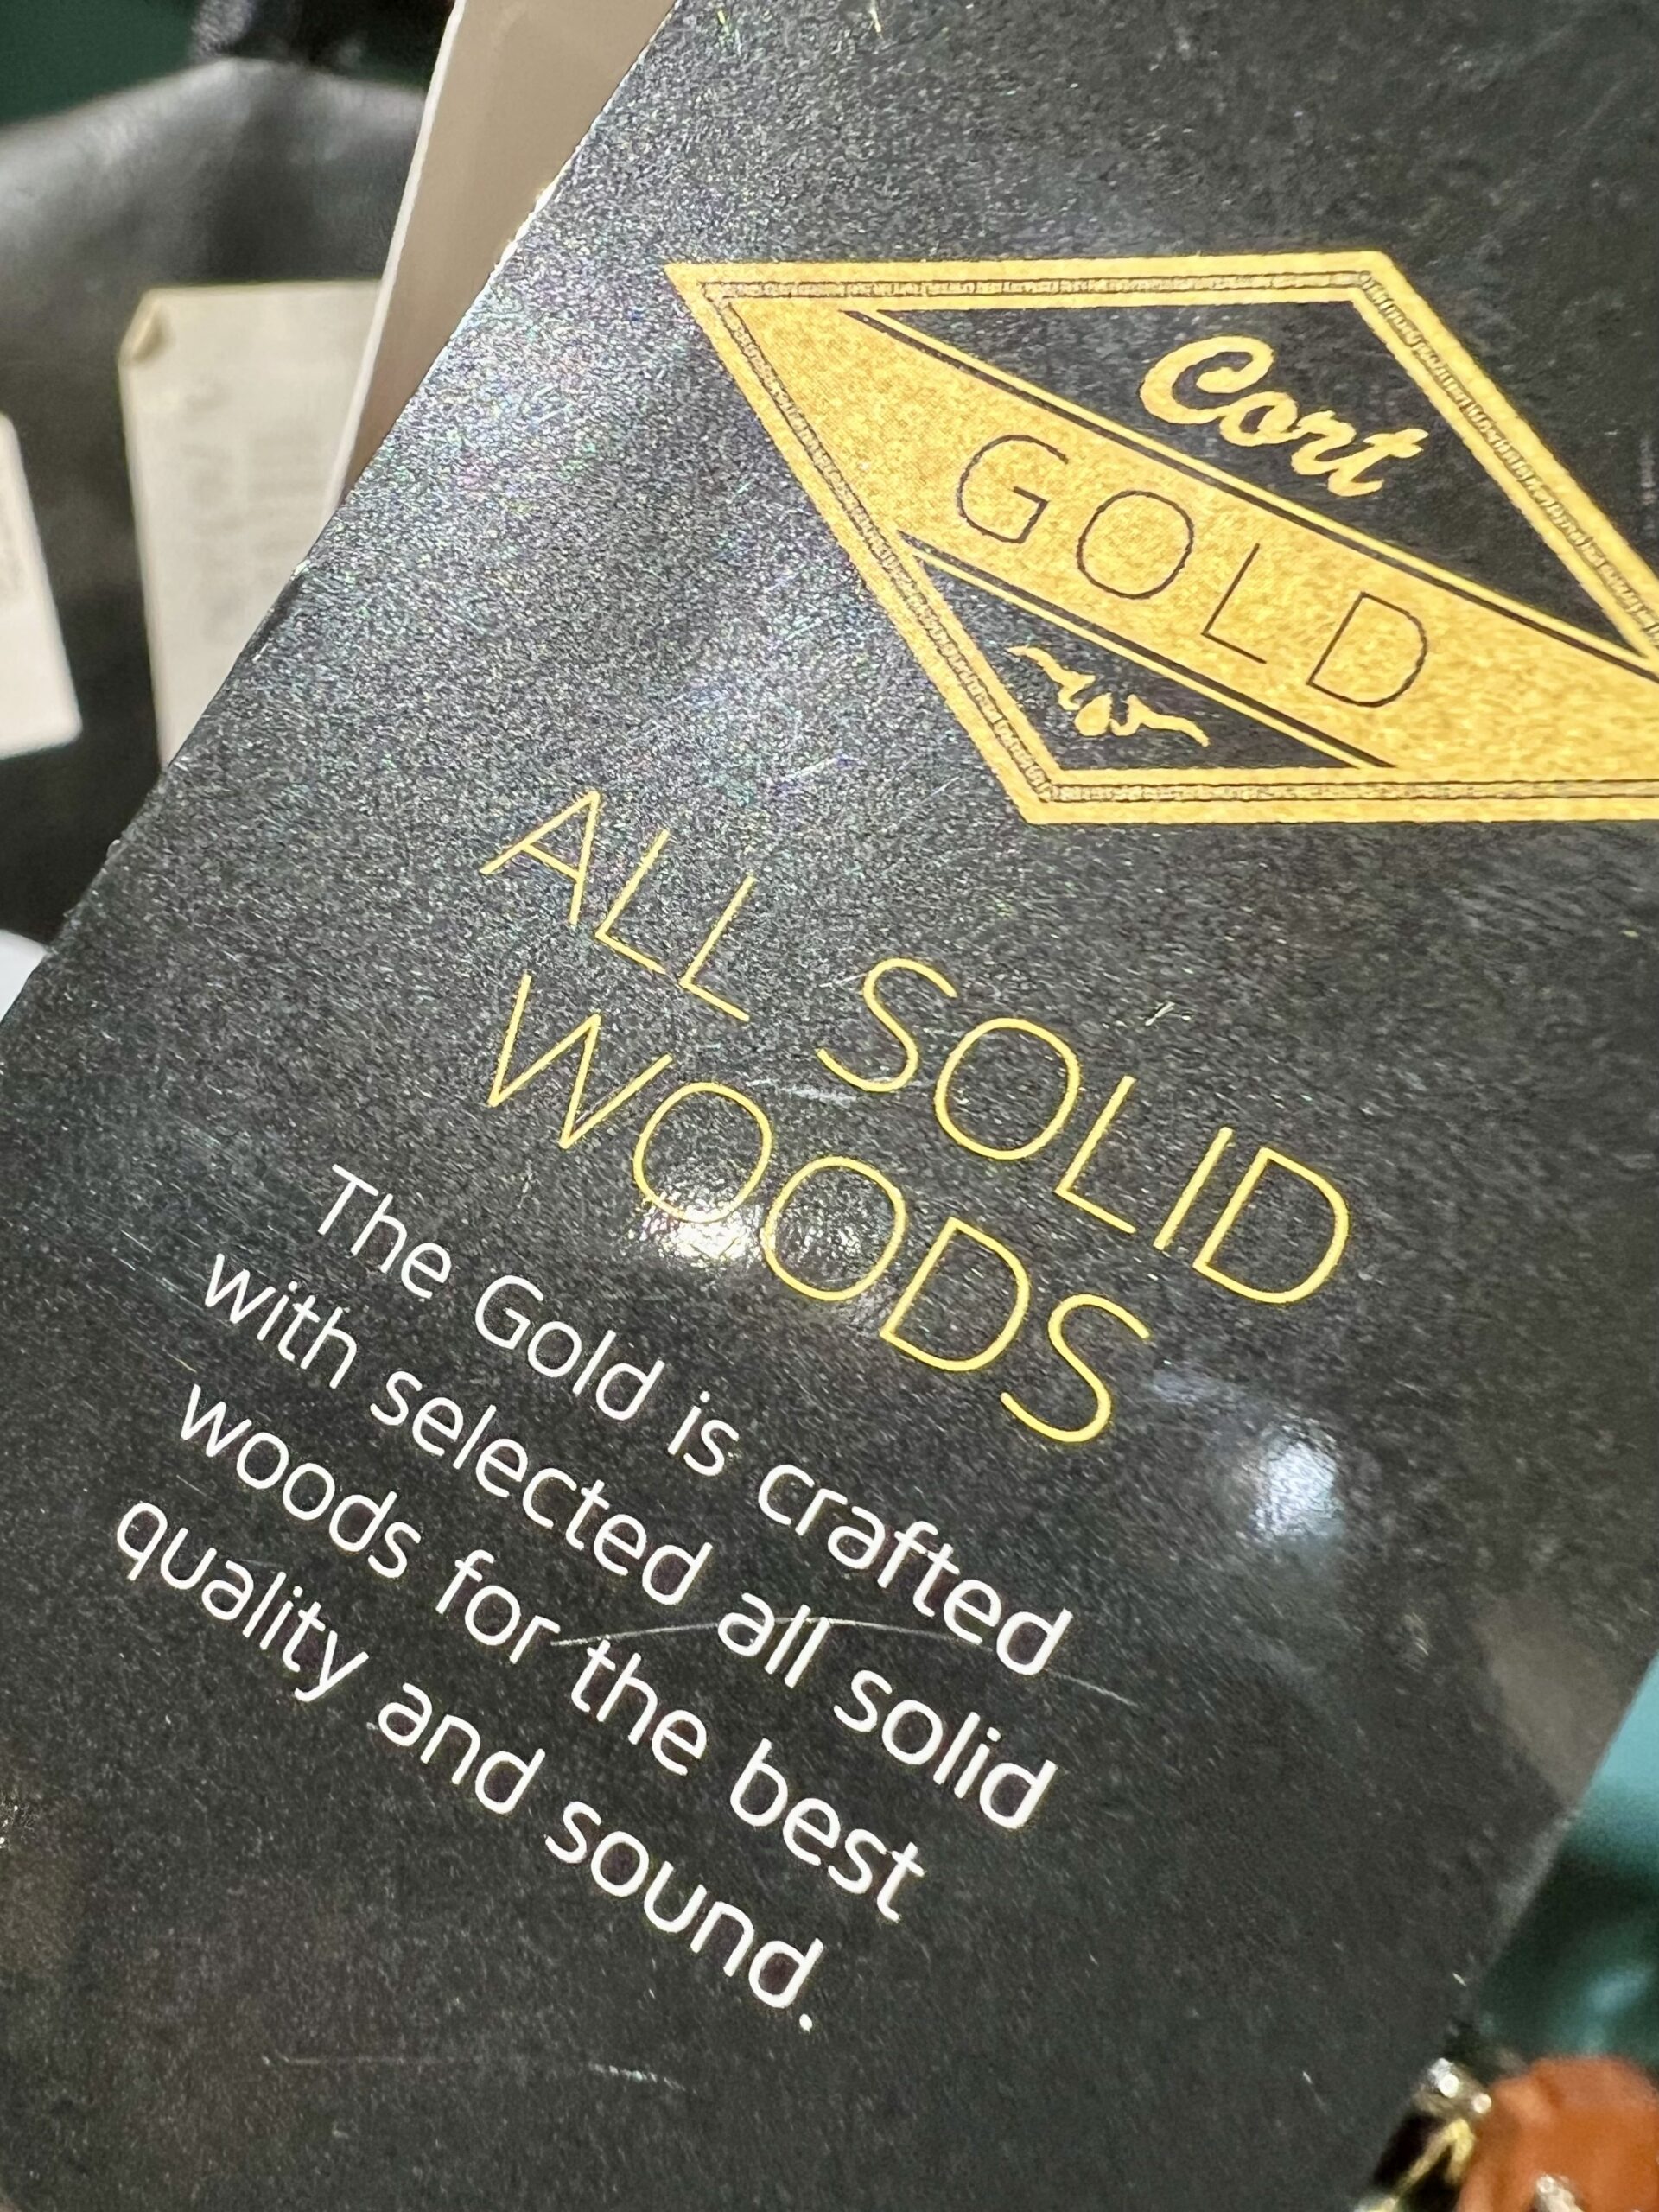 Cort
GOLD
ALL SOLID
WOODS
The Gold is crafted
with selected all solid
woods for the best
quality and sound.